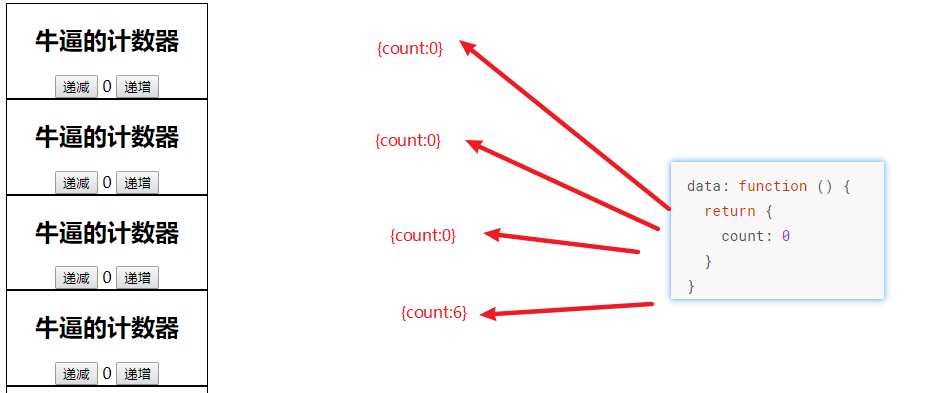 牛逼的计数器
递减 0 递增
牛逼的计数器
递减 0 递增
牛逼的计数器
递减 0 递增
牛逼的计数器
递减 0 递增
{count:0}
{count:0}
{count:0}
{count:6}
data: function () {
return {
count: 0
}
}